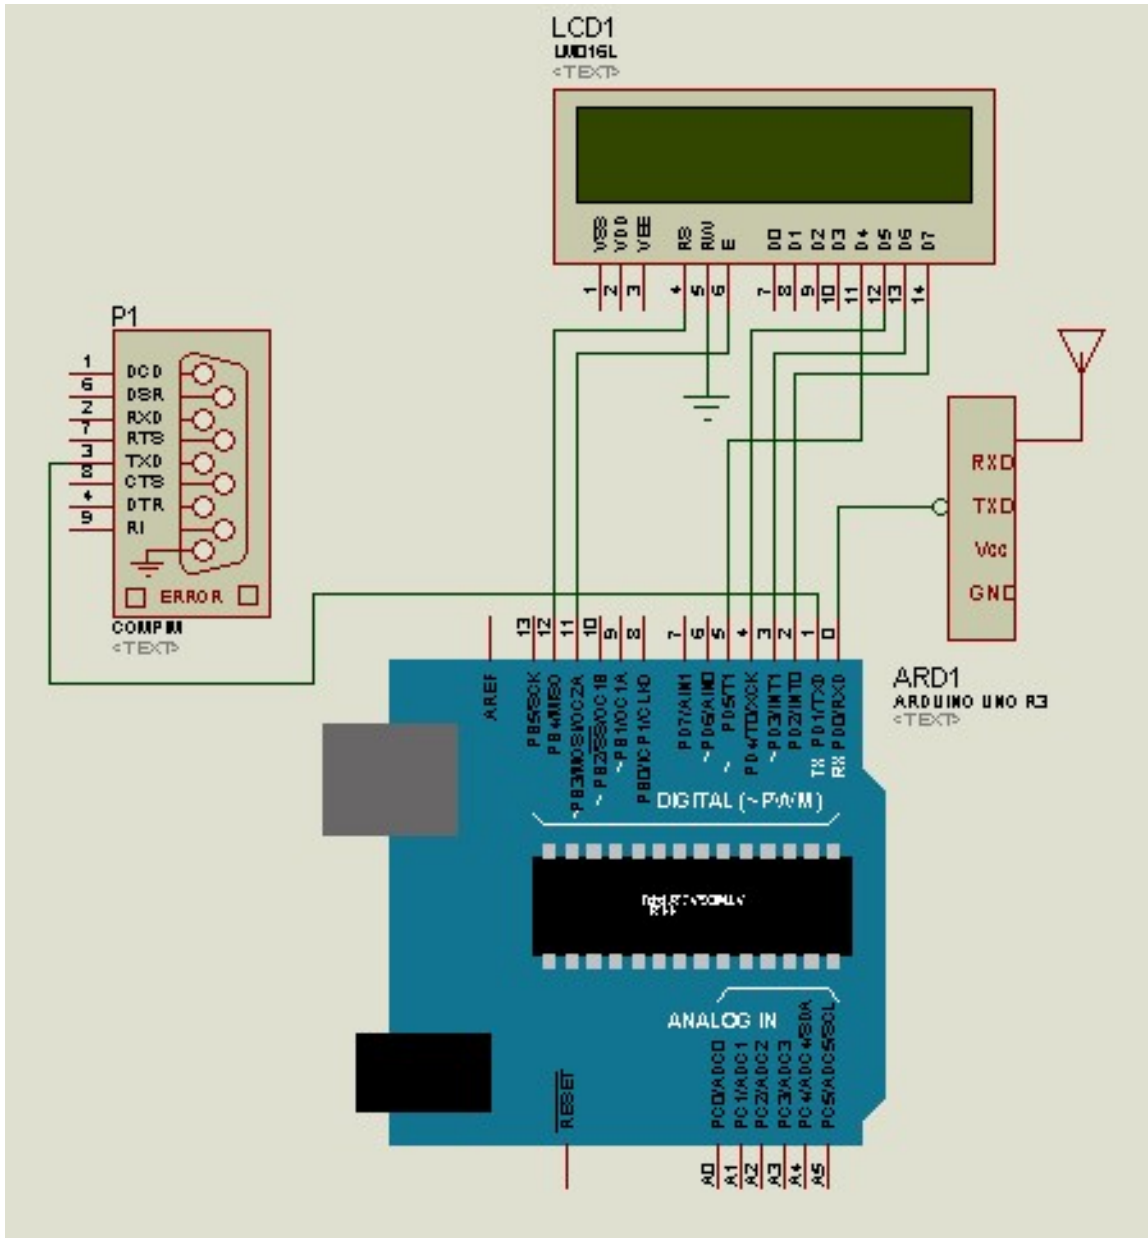 LCD1
LM016L
<TEXT>
VSS
VDD
VEE
RS
RW
E
D0
D1
D2
D3
D4
D5
D6
D7
1
2
3
4
5
6
7
8
9
10
11
12
13
14
P1
1 DCD
6 DSR
2 RXD
7 RTS
3 TXD
8 CTS
4 DTR
9 RI
ERROR
COMPIM
<TEXT>
RXD
TXD
Vcc
GND
ARD1
ARDUINO UNO R3
<TEXT>
AREF
13 PB5/SCK
12 PB4/MISO
11 ~PB3/MOSI/OC2A
10 ~PB2/SS/OC1B
9 ~PB1/OC1A
8 PB0/ICP1/CLKO
7 PD7/AIN1
6 ~PD6/AIN0
5 ~PD5/T1
4 PD4/T0/XCK
3 ~PD3/INT1
2 PD2/INT0
1 PD1/TXD
0 PD0/RXD
TX
RX
DIGITAL (~PWM)
ANALOG IN
RESET
PC0/ADC0
PC1/ADC1
PC2/ADC2
PC3/ADC3
PC4/ADC4/SDA
PC5/ADC5/SCL
A0
A1
A2
A3
A4
A5